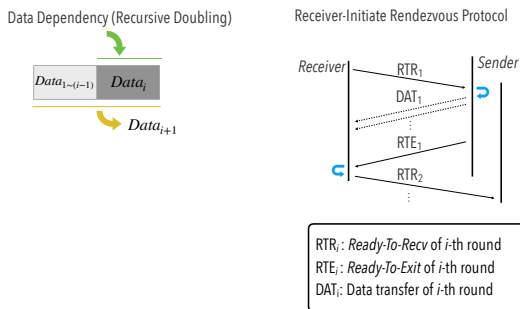 Data Dependency (Recursive Doubling)
Data1~(i−1)
Datai
Datai+1
Receiver-Initiate Rendezvous Protocol
Receiver
Sender
RTR1
DAT1
⋮
RTE1
RTR2
⋮
RTRi: Ready-To-Recv of i-th round
RTEi: Ready-To-Exit of i-th round
DATi: Data transfer of i-th round